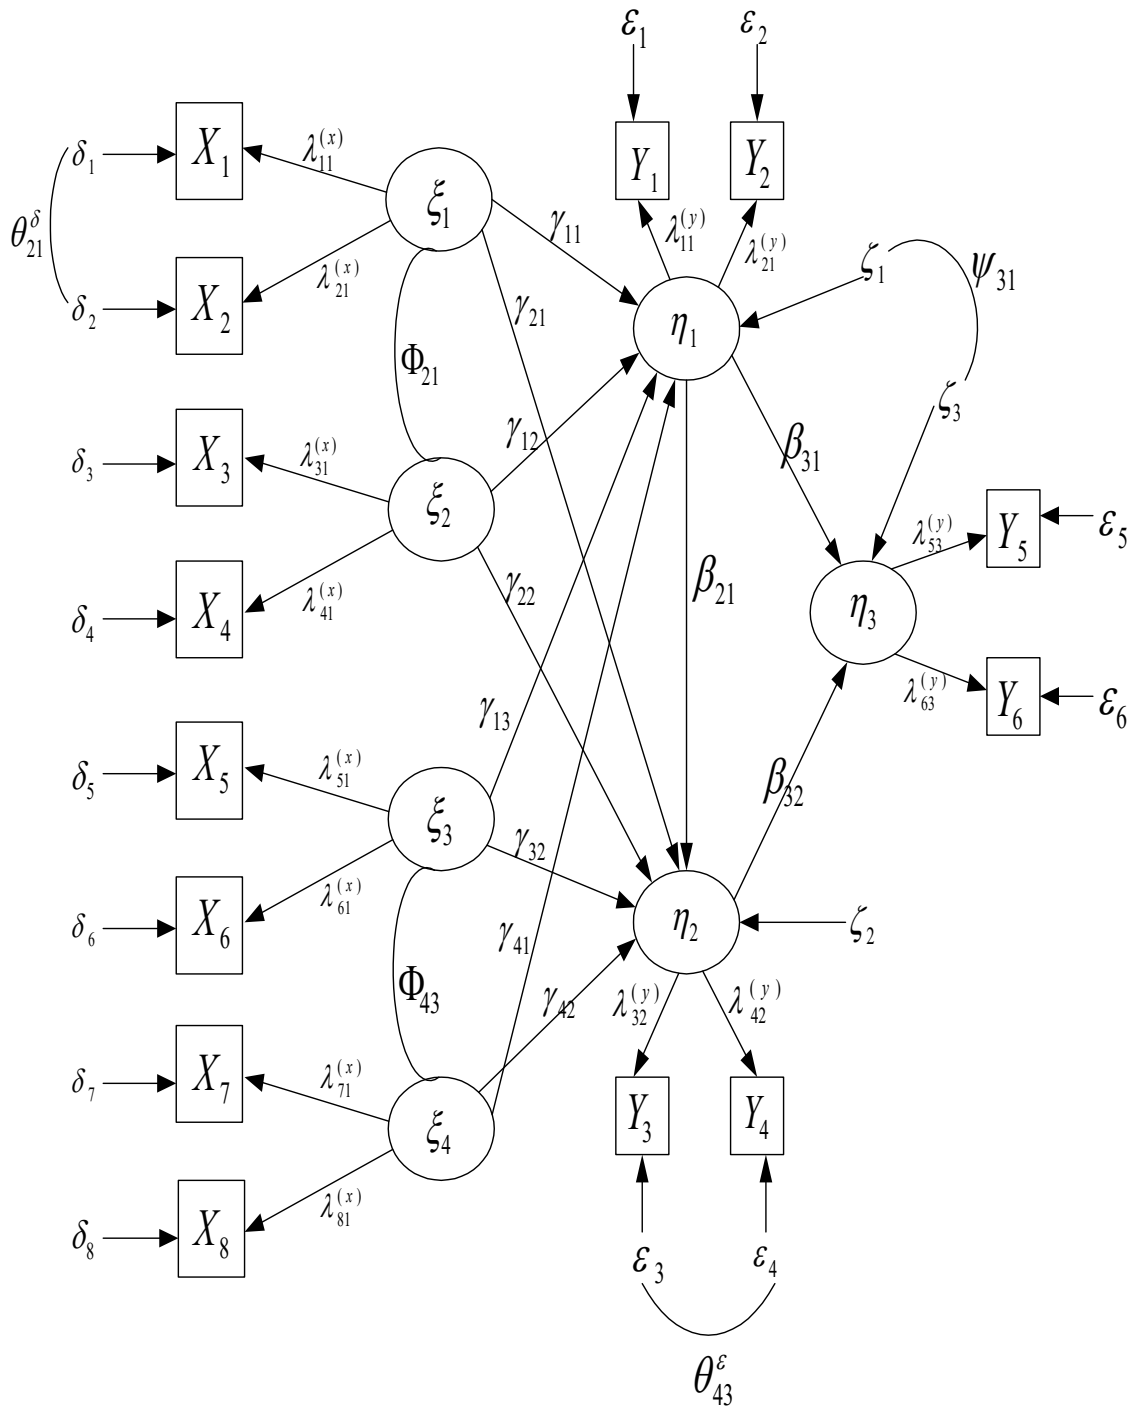 ε₁ ε₂
δ₁ X₁ λ₁₁⁽ˣ⁾ ξ₁ Y₁ Y₂
θ₂₁^δ γ₁₁ λ₁₁⁽ʸ⁾ λ₂₁⁽ʸ⁾
δ₂ X₂ λ₂₁⁽ˣ⁾ γ₂₁ η₁ ζ₁ ψ₃₁
Φ₂₁
δ₃ X₃ λ₃₁⁽ˣ⁾ ξ₂ γ₁₂ β₃₁ ζ₃
δ₄ X₄ λ₄₁⁽ˣ⁾ γ₂₂ β₂₁ η₃ λ₅₃⁽ʸ⁾ Y₅ ε₅
λ₆₃⁽ʸ⁾ Y₆ ε₆
δ₅ X₅ λ₅₁⁽ˣ⁾ ξ₃ γ₁₃ β₃₂
γ₃₂
δ₆ X₆ λ₆₁⁽ˣ⁾ γ₄₁ η₂ ζ₂
Φ₄₃ γ₄₂ λ₃₂⁽ʸ⁾ λ₄₂⁽ʸ⁾
δ₇ X₇ λ₇₁⁽ˣ⁾ ξ₄ Y₃ Y₄
δ₈ X₈ λ₈₁⁽ˣ⁾ ε₃ ε₄
θ₄₃^ε